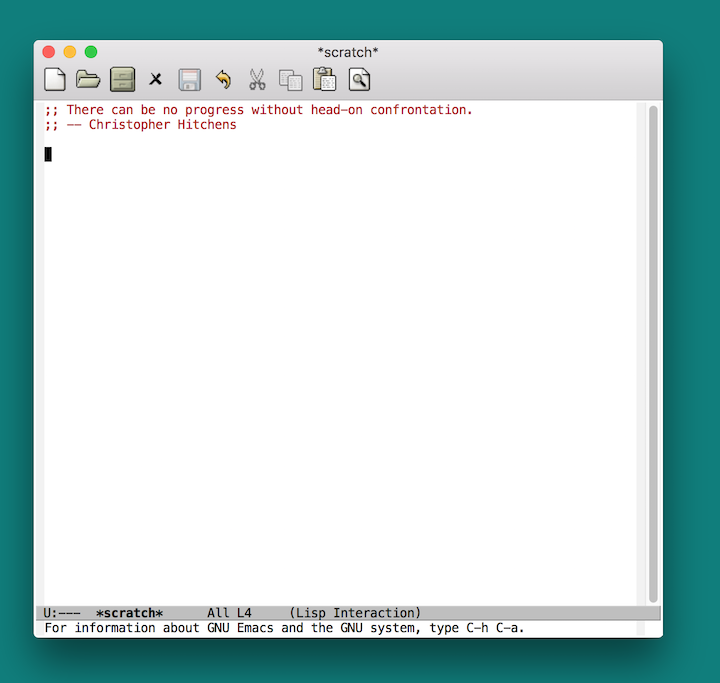 *scratch*
;; There can be no progress without head-on confrontation.
;; -- Christopher Hitchens
U:--- *scratch* All L4 (Lisp Interaction)
For information about GNU Emacs and the GNU system, type C-h C-a.